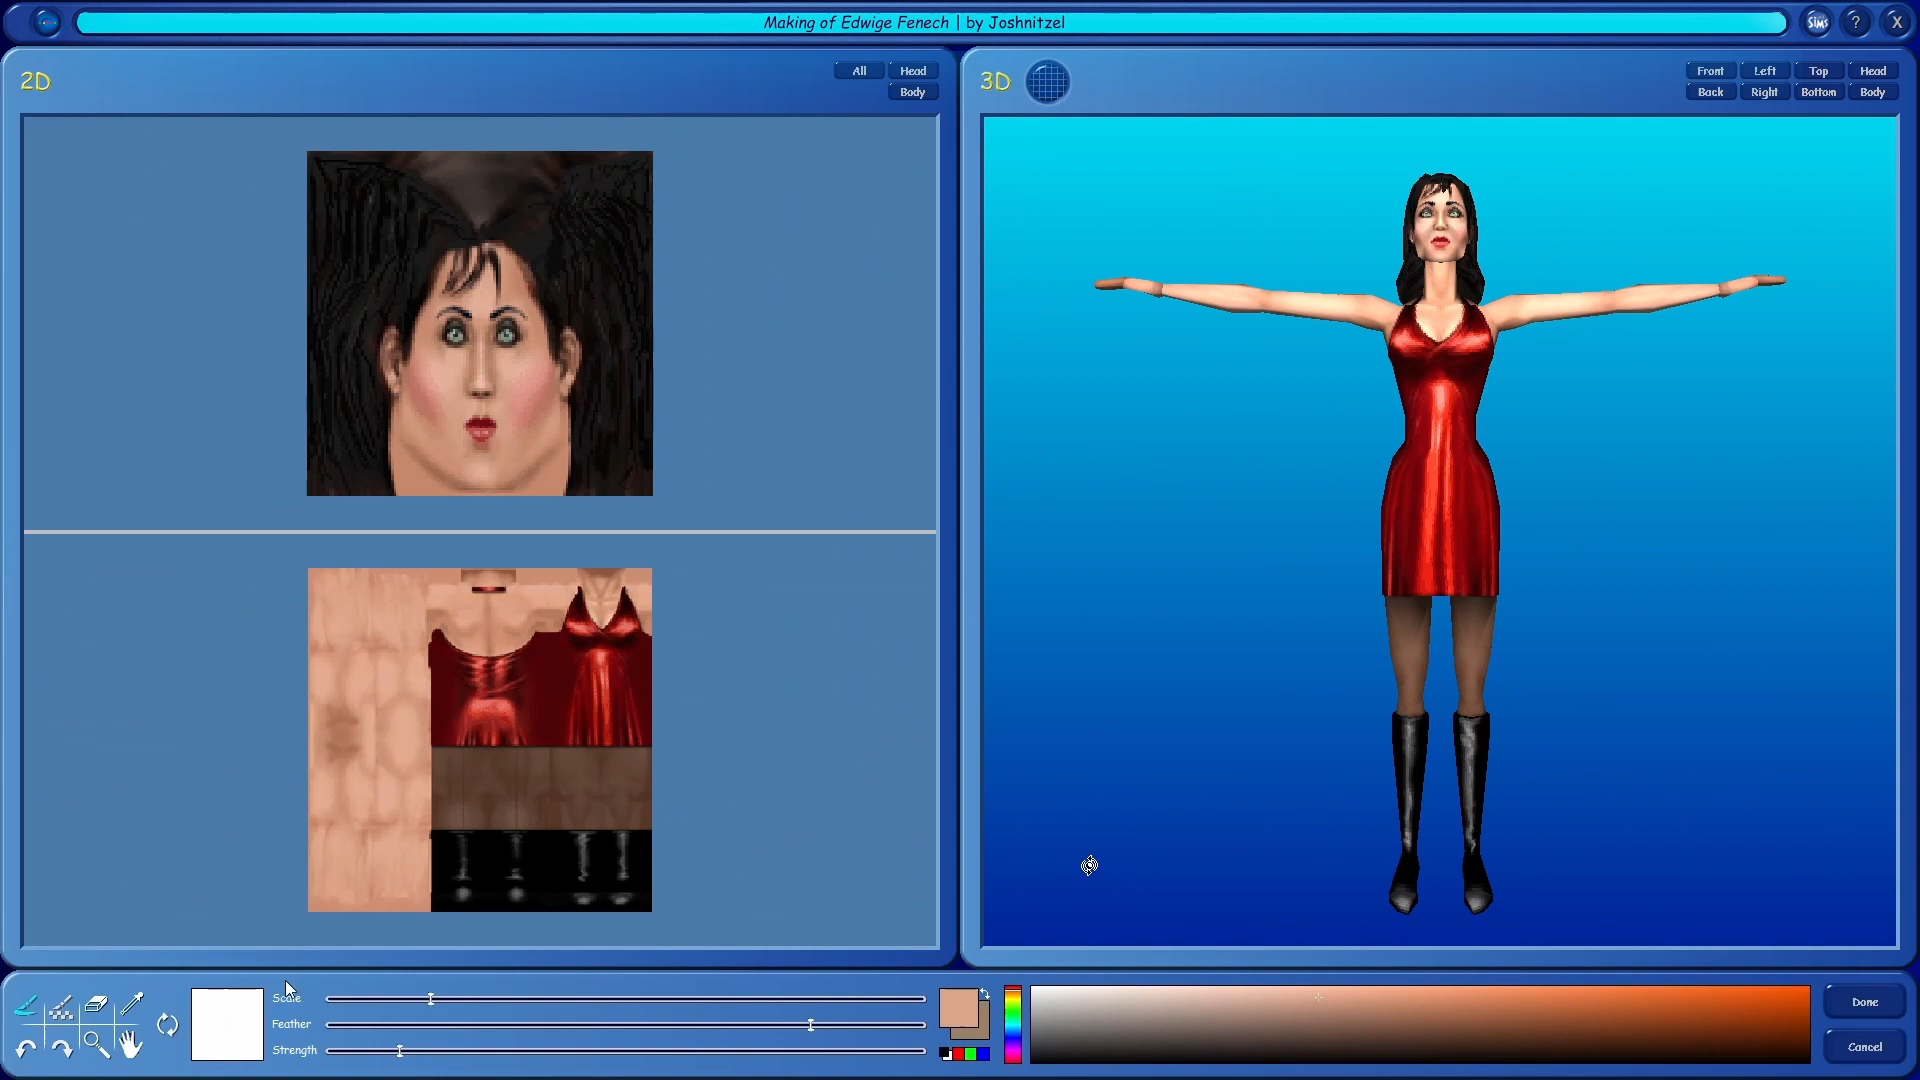 Making of Edwige Fenech | by Joshnitzel
SIMS
?
X
2D
All
Head
Body
3D
Front
Left
Top
Head
Back
Right
Bottom
Body
Scale
Feather
Strength
Done
Cancel